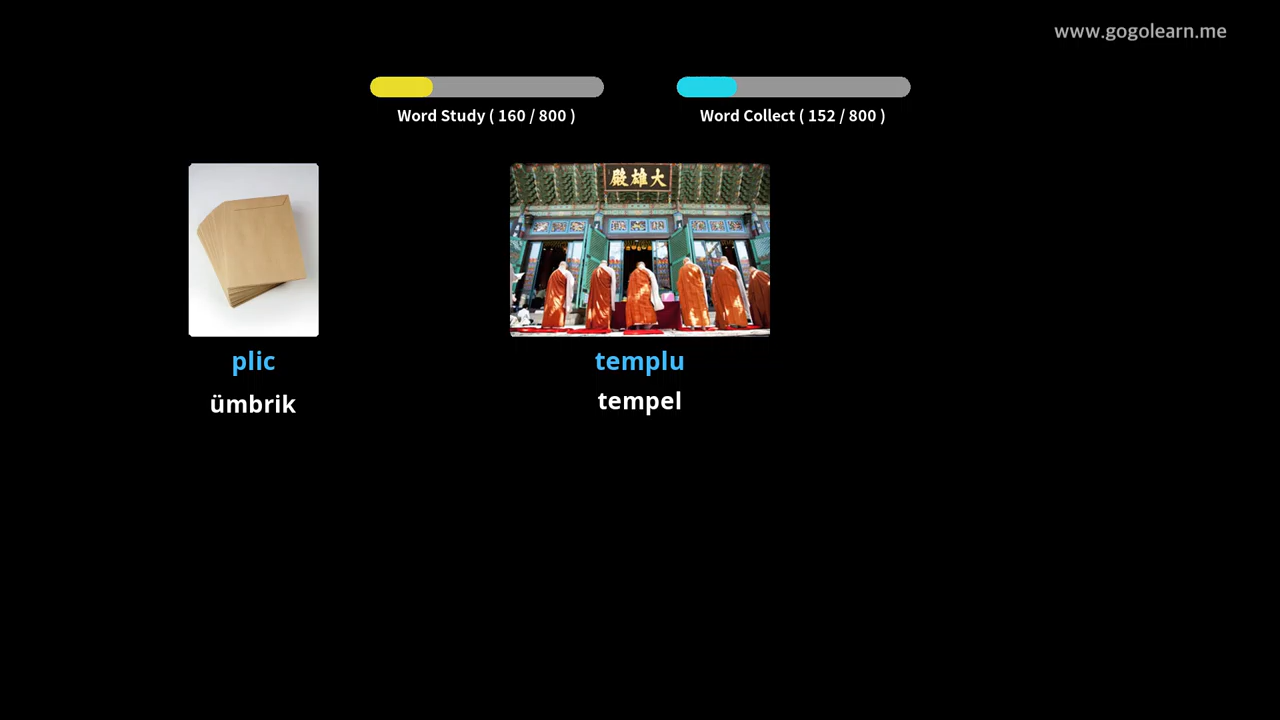 www.gogolearn.me
Word Study ( 160 / 800 )
Word Collect ( 152 / 800 )
殿雄大
plic
templu
ümbrik
tempel